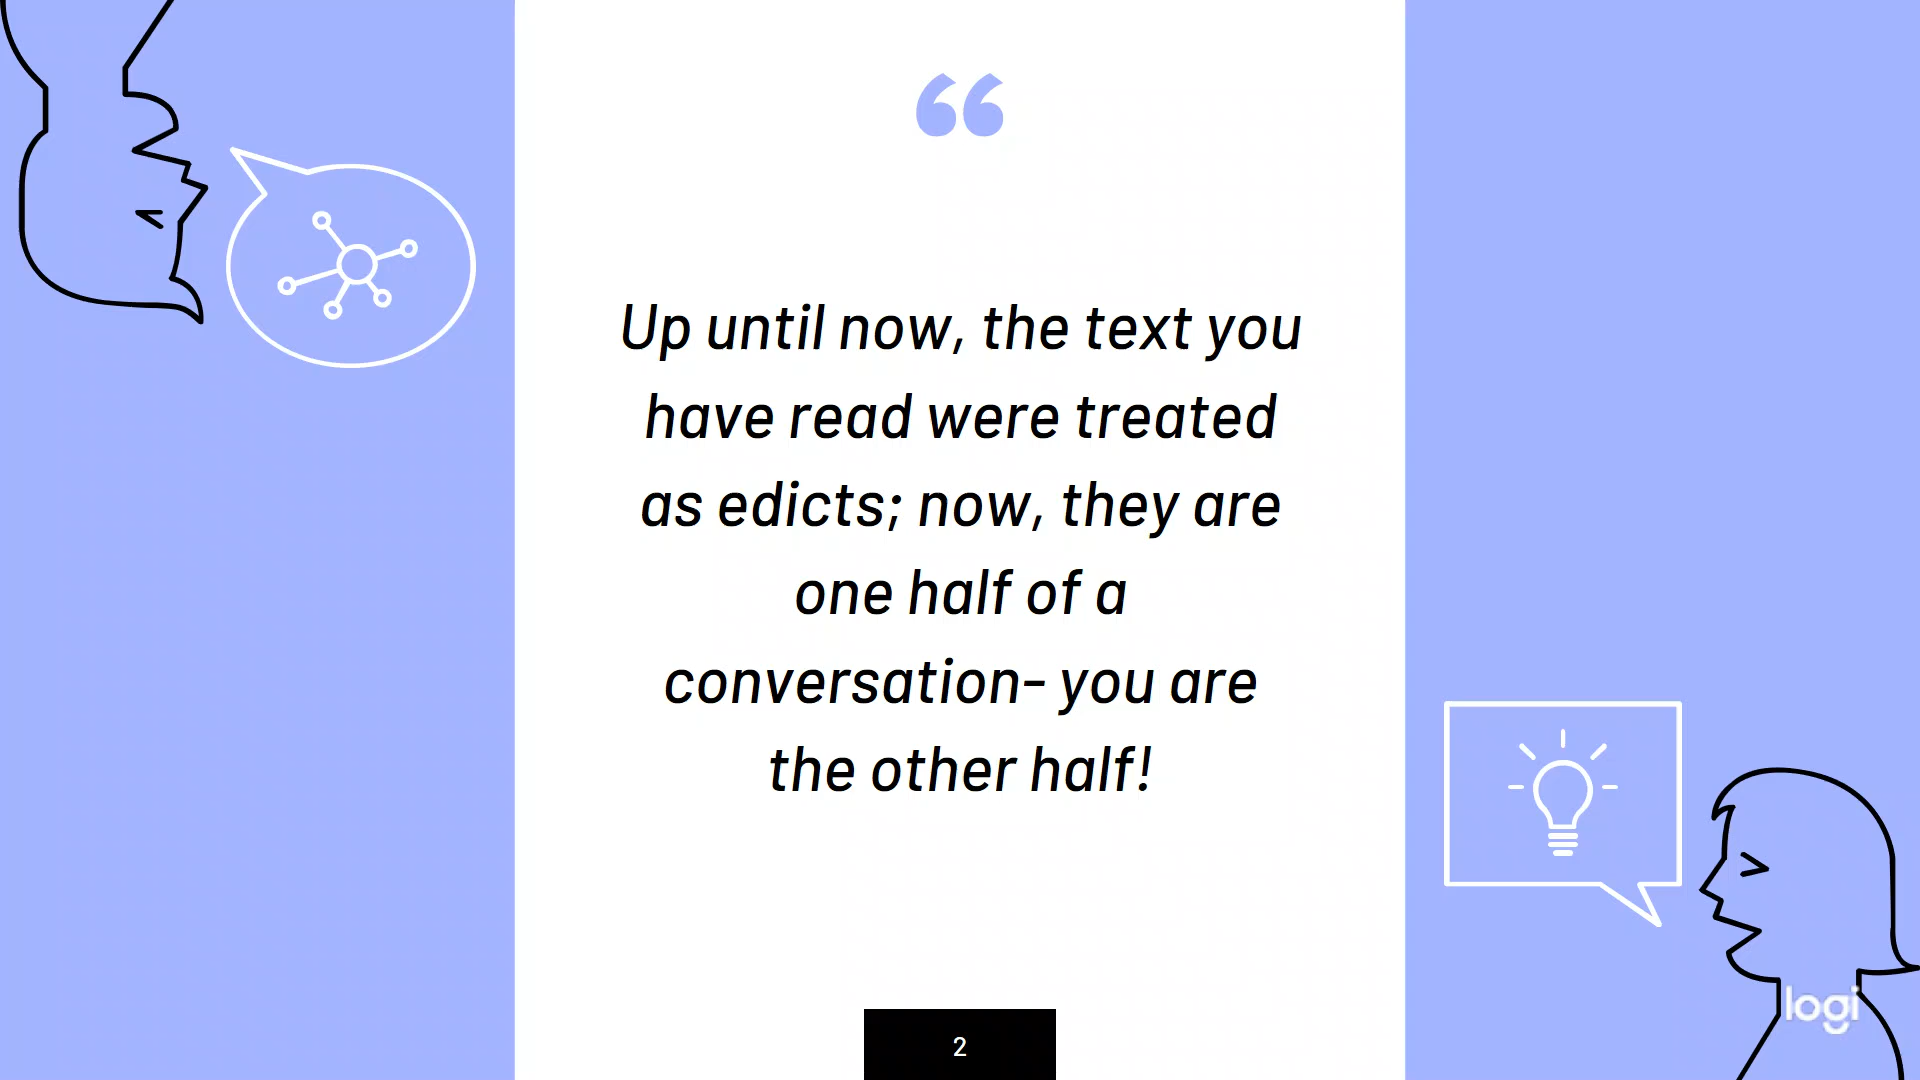 “
Up until now, the text you
have read were treated
as edicts; now, they are
one half of a
conversation- you are
the other half!
2
logi